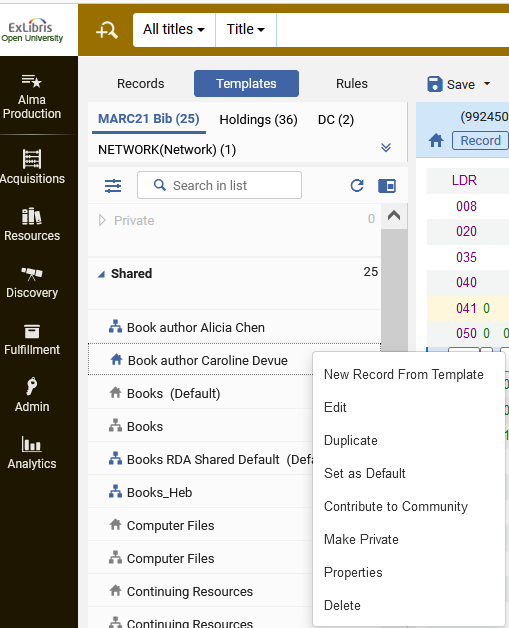 ExLibris
Open University
All titles
Title
Alma
Production
Acquisitions
Resources
Discovery
Fulfillment
Admin
Analytics
Records
Templates
Rules
MARC21 Bib (25)
Holdings (36)
DC (2)
NETWORK(Network) (1)
Search in list
Private 0
Shared 25
Book author Alicia Chen
Book author Caroline Devue
Books (Default)
Books
Books RDA Shared Default (Defa
Books_Heb
Computer Files
Computer Files
Continuing Resources
Continuing Resources
Save
(992450
Record
LDR
008
020
035
040
041 0
050 0 0
New Record From Template
Edit
Duplicate
Set as Default
Contribute to Community
Make Private
Properties
Delete